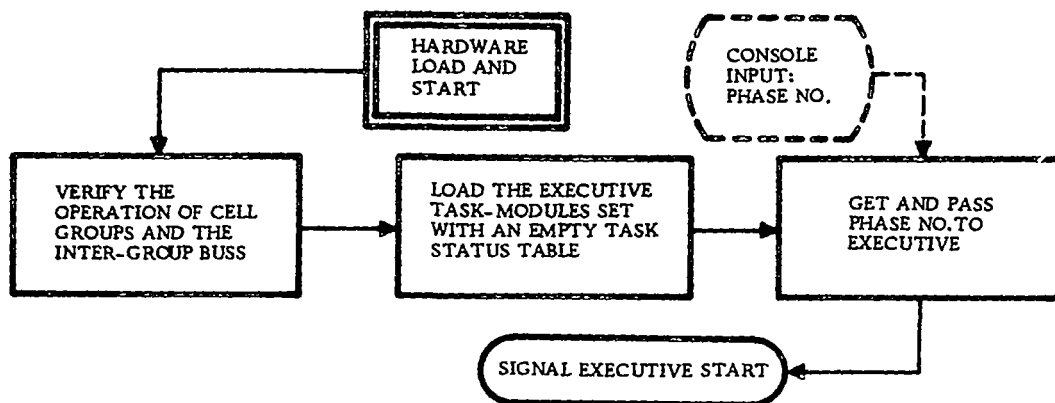 HARDWARE
LOAD AND
START
CONSOLE
INPUT:
PHASE NO.
VERIFY THE
OPERATION OF CELL
GROUPS AND THE
INTER-GROUP BUSS
LOAD THE EXECUTIVE
TASK-MODULES SET
WITH AN EMPTY TASK
STATUS TABLE
GET AND PASS
PHASE NO. TO
EXECUTIVE
SIGNAL EXECUTIVE START